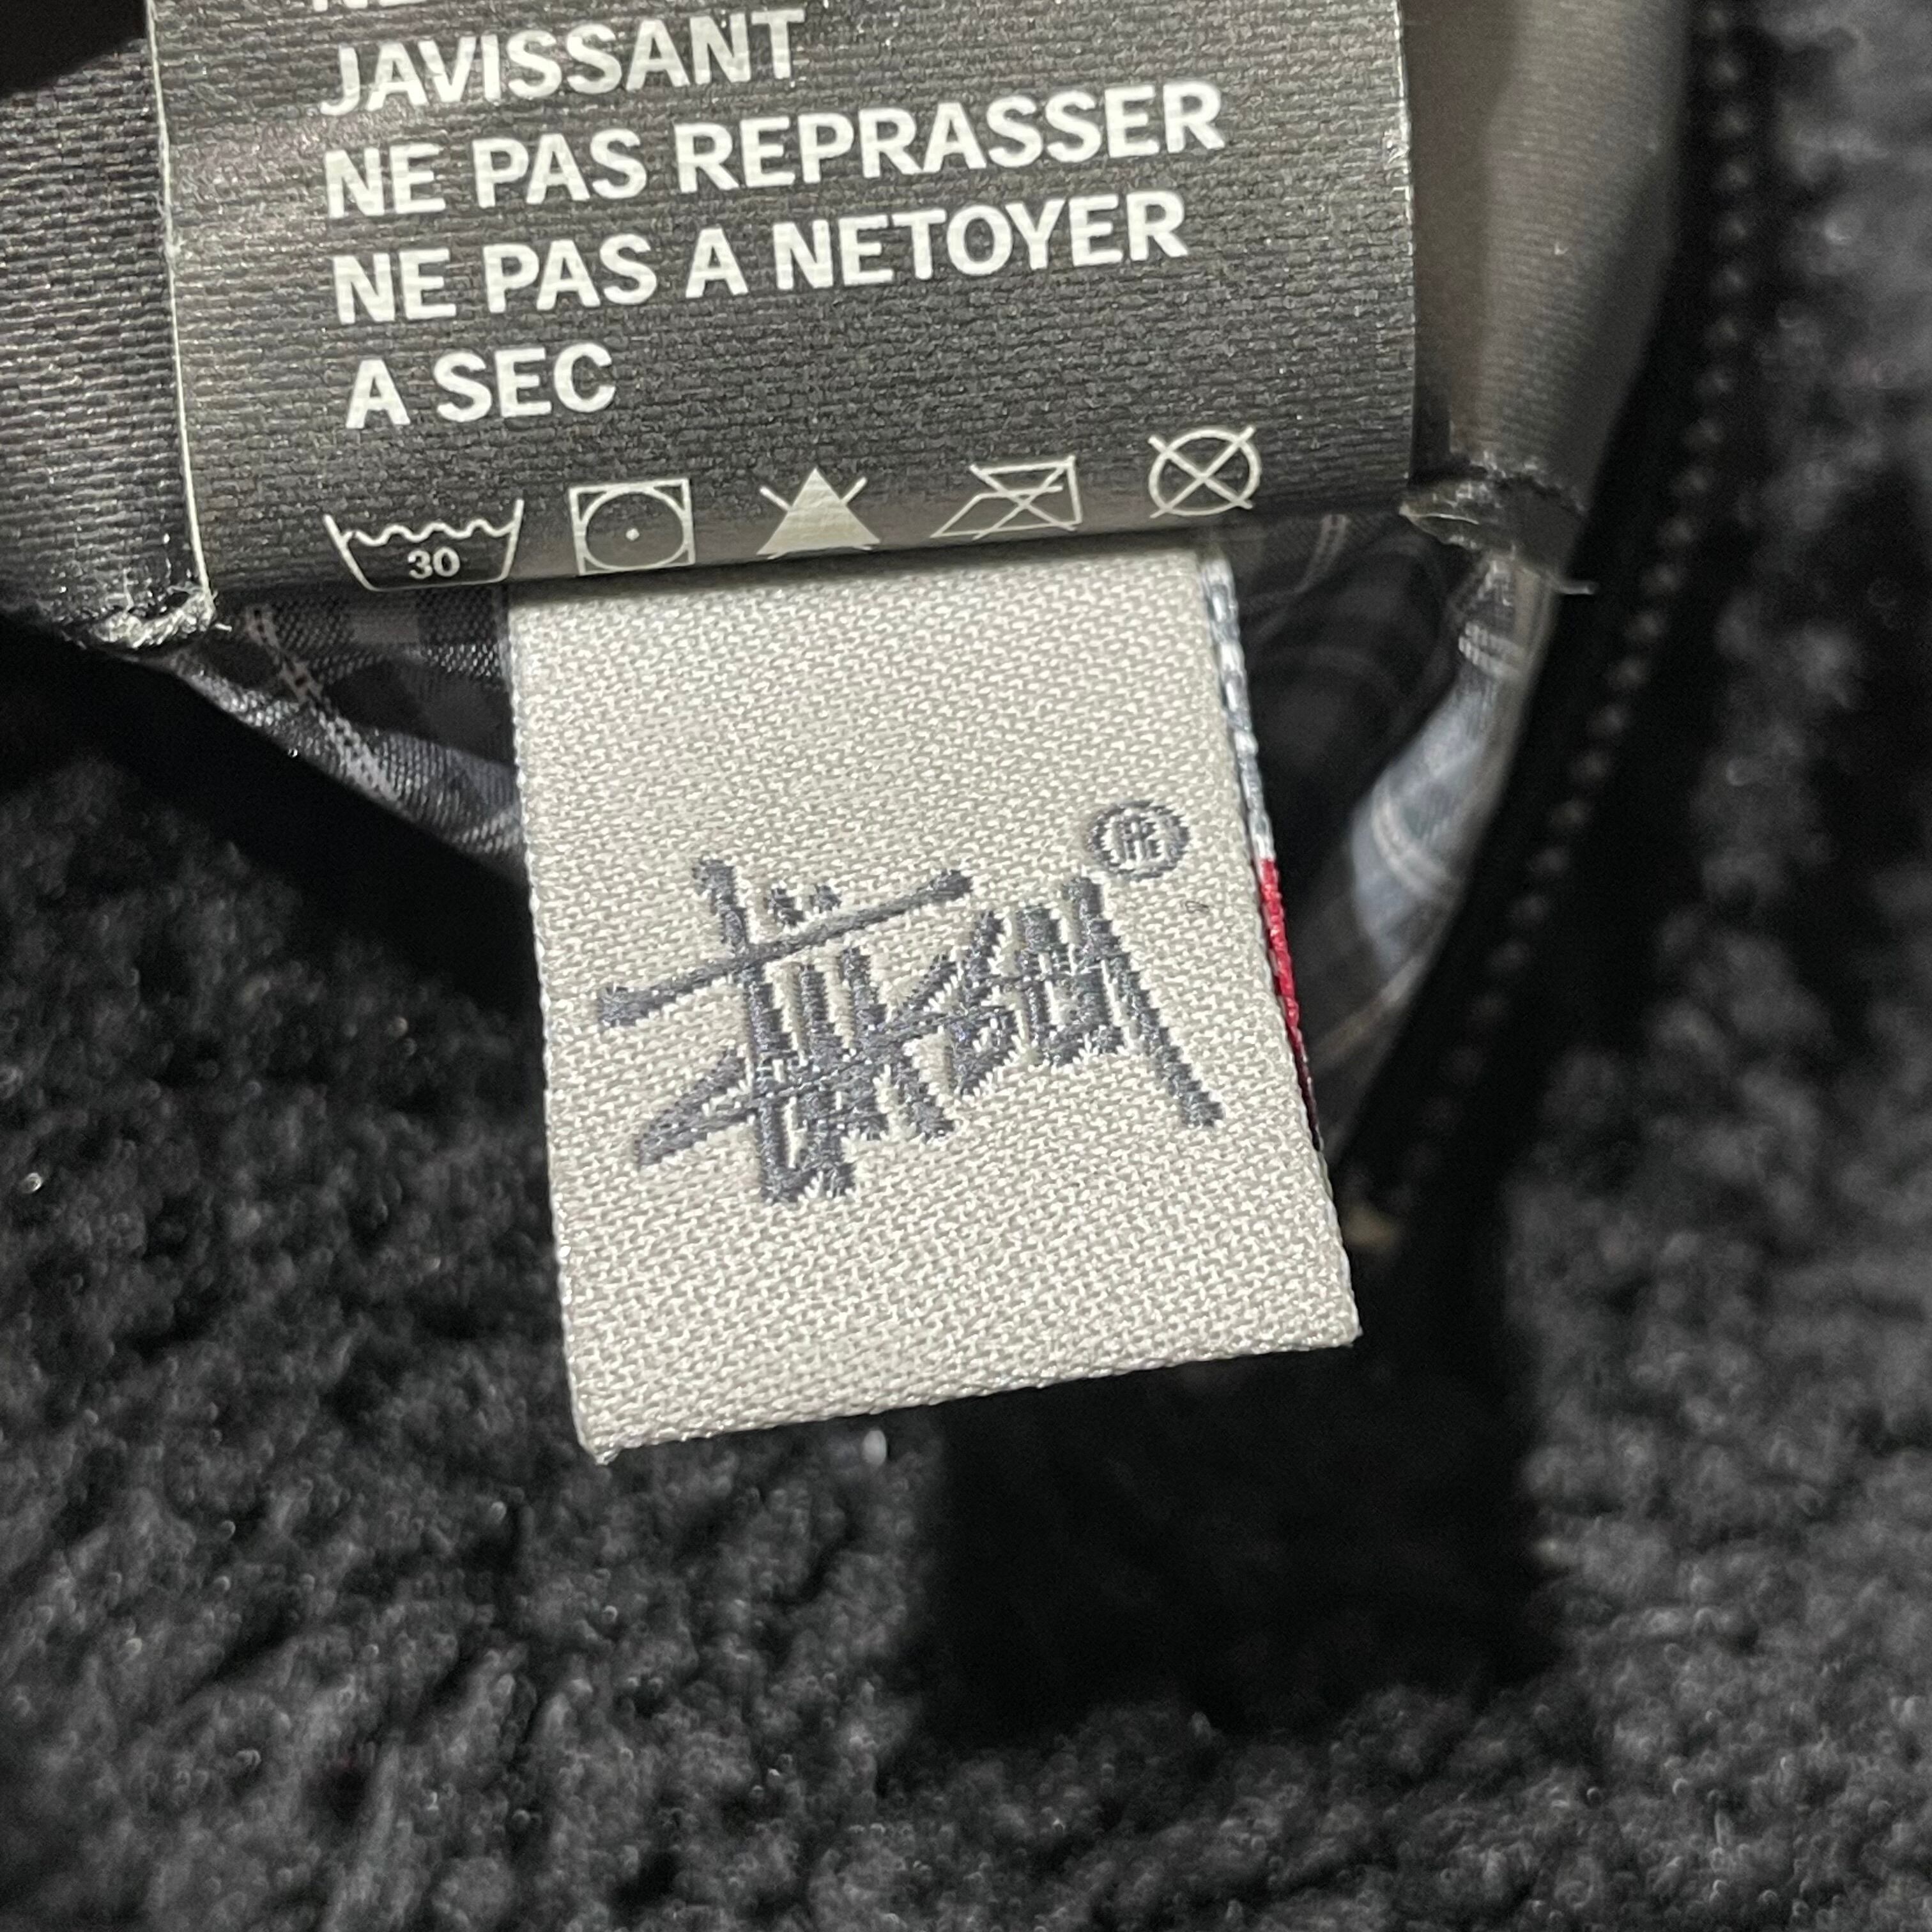 JAVISSANT
NE PAS REPRASSER
NE PAS A NETOYER
A SEC
30
Stüssy ®